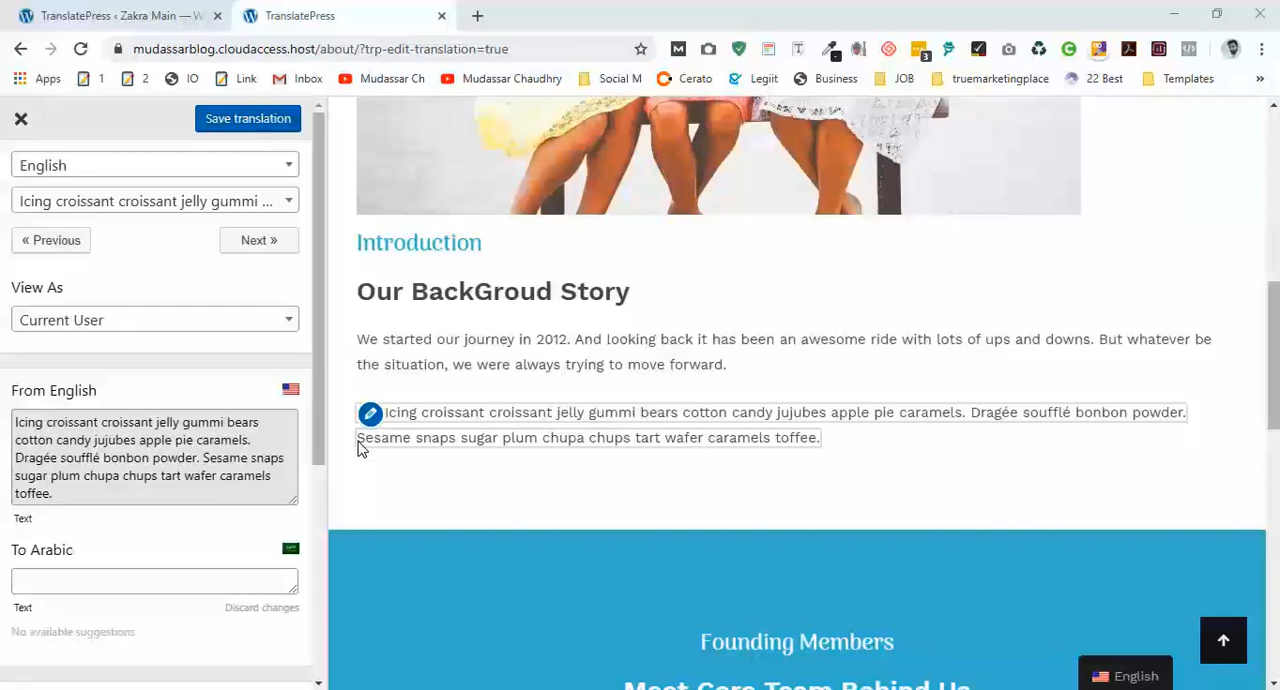 TranslatePress ‹ Zakra Main — W
TranslatePress
mudassarblog.cloudaccess.host/about/?trp-edit-translation=true
3
Apps
1
2
IO
Link
Inbox
Mudassar Ch
Mudassar Chaudhry
Social M
Cerato
Legiit
Business
JOB
truemarketingplace
22 Best
Templates
»
Save translation
English
Icing croissant croissant jelly gummi ...
« Previous
Next »
View As
Current User
From English
Icing croissant croissant jelly gummi bears
cotton candy jujubes apple pie caramels.
Dragée soufflé bonbon powder. Sesame snaps
sugar plum chupa chups tart wafer caramels
toffee.
Text
To Arabic
Text
Discard changes
No available suggestions
Introduction
Our BackGroud Story
We started our journey in 2012. And looking back it has been an awesome ride with lots of ups and downs. But whatever be
the situation, we were always trying to move forward.
Icing croissant croissant jelly gummi bears cotton candy jujubes apple pie caramels. Dragée soufflé bonbon powder.
Sesame snaps sugar plum chupa chups tart wafer caramels toffee.
Founding Members
Meet Core Team Behind Us
English